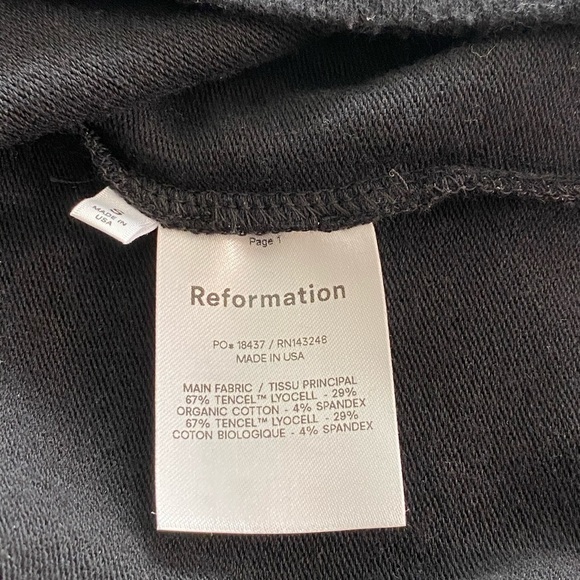 S
MADE IN
USA
Page 1
Reformation
PO# 18437 / RN143246
MADE IN USA
MAIN FABRIC / TISSU PRINCIPAL
67% TENCEL™ LYOCELL - 29%
ORGANIC COTTON - 4% SPANDEX
67% TENCEL™ LYOCELL - 29%
COTON BIOLOGIQUE - 4% SPANDEX